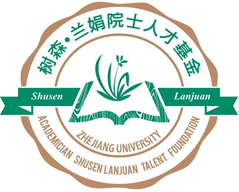 树森·兰娟院士人才基金
Shusen
Lanjuan
ZHEJIANG UNIVERSITY
ACADEMICIAN SHUSEN LANJUAN TALENT FOUNDATION